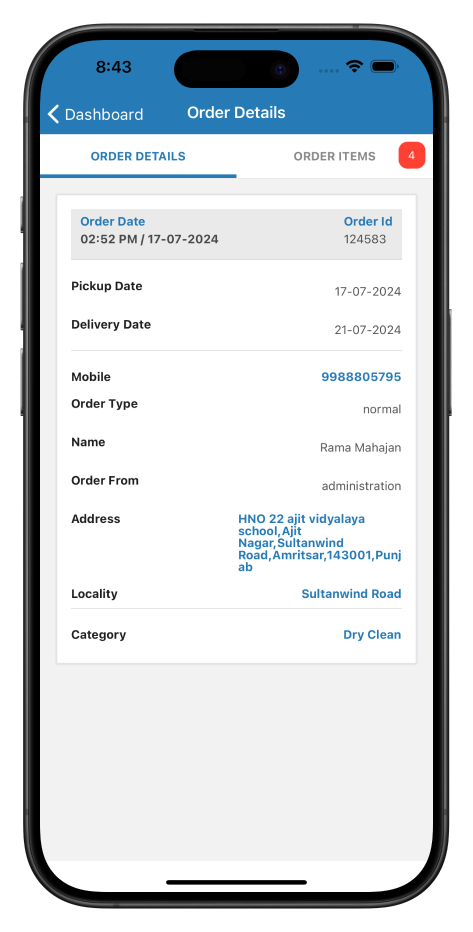 8:43
Dashboard
Order Details
ORDER DETAILS
ORDER ITEMS
4
Order Date
Order Id
02:52 PM / 17-07-2024
124583
Pickup Date
17-07-2024
Delivery Date
21-07-2024
Mobile
9988805795
Order Type
normal
Name
Rama Mahajan
Order From
administration
Address
HNO 22 ajit vidyalaya
school,Ajit
Nagar,Sultanwind
Road,Amritsar,143001,Punj
ab
Locality
Sultanwind Road
Category
Dry Clean